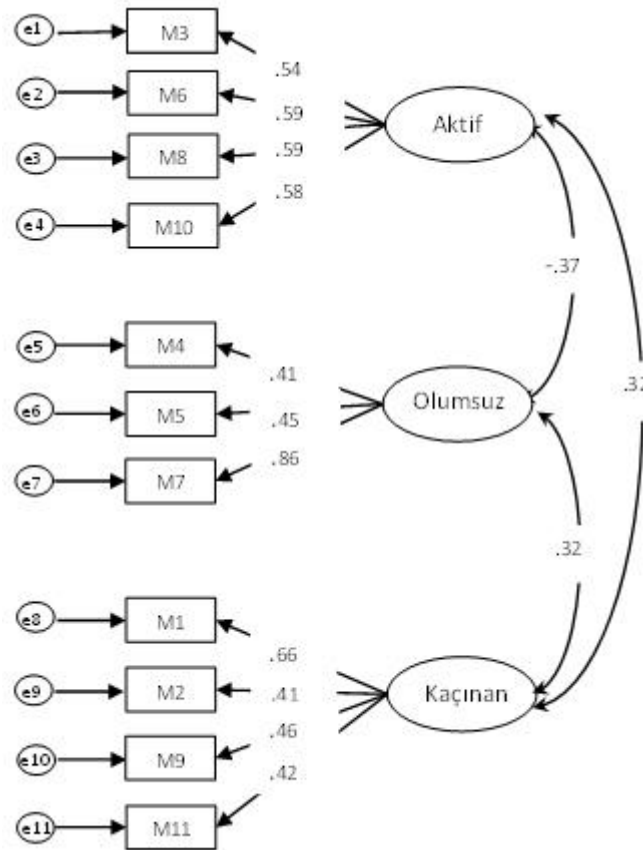 e1 M3
.54
e2 M6
.59
Aktif
e3 M8
.59
e4 M10
.58
-.37
e5 M4
.41
e6 M5
.45
Olumsuz
e7 M7
.86
.32
e8 M1
.66
e9 M2
.41
Kaçınan
e10 M9
.46
e11 M11
.42